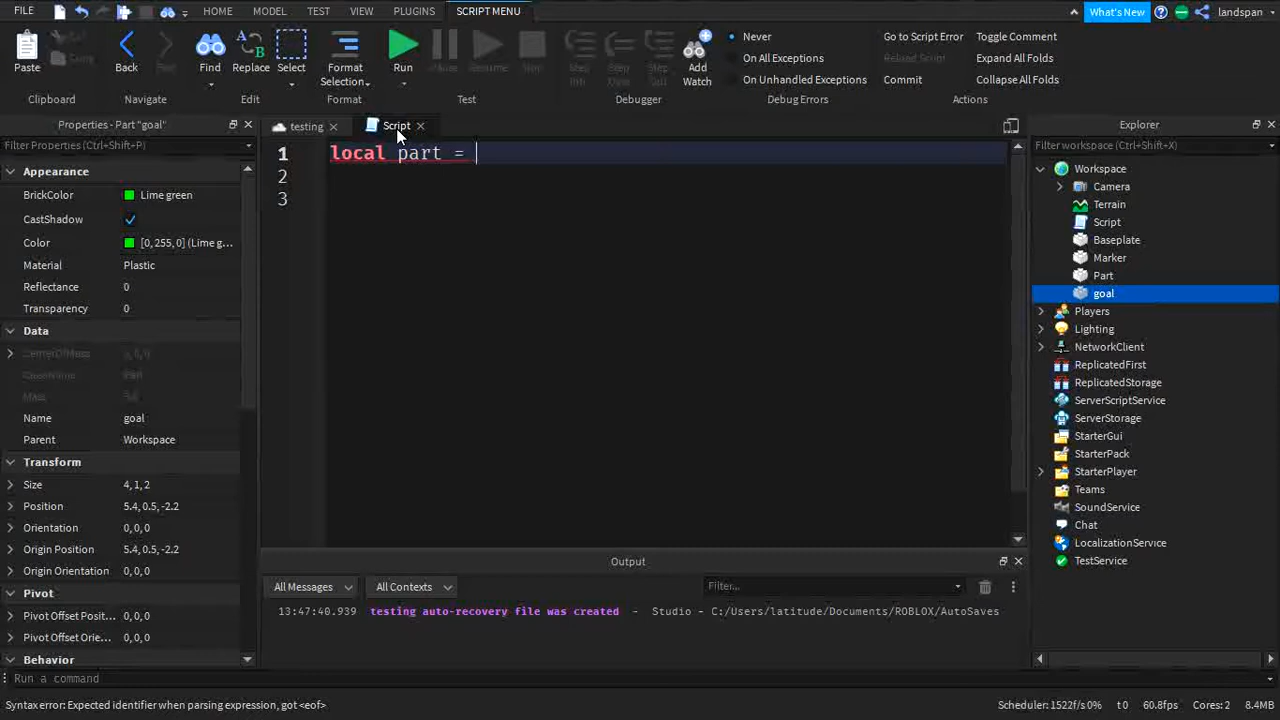 FILE HOME MODEL TEST VIEW PLUGINS SCRIPT MENU What's New landspan
Paste Back Find Replace Select Format Selection Run Add Watch
Never
On All Exceptions
On Unhandled Exceptions
Go to Script Error
Reload Script
Commit
Toggle Comment
Expand All Folds
Collapse All Folds
Clipboard Navigate Edit Format Test Debugger Debug Errors Actions
Properties - Part "goal"
Filter Properties (Ctrl+Shift+P)
Appearance
BrickColor Lime green
CastShadow
Color [0, 255, 0] (Lime g...
Material Plastic
Reflectance 0
Transparency 0
Data
CenterOfMass
ClassName
Name goal
Parent Workspace
Transform
Size 4, 1, 2
Position 5.4, 0.5, -2.2
Orientation 0, 0, 0
Origin Position 5.4, 0.5, -2.2
Origin Orientation 0, 0, 0
Pivot
Pivot Offset Posit... 0, 0, 0
Pivot Offset Orie... 0, 0, 0
Behavior
testing Script
1 local part =
2
3
Output
All Messages All Contexts Filter...
13:47:40.939 testing auto-recovery file was created - Studio - C:/Users/latitude/Documents/ROBLOX/AutoSaves
Explorer
Filter workspace (Ctrl+Shift+X)
Workspace
Camera
Terrain
Script
Baseplate
Marker
Part
goal
Players
Lighting
NetworkClient
ReplicatedFirst
ReplicatedStorage
ServerScriptService
ServerStorage
StarterGui
StarterPack
StarterPlayer
Teams
SoundService
Chat
LocalizationService
TestService
Run a command
Syntax error: Expected identifier when parsing expression, got <eof> Scheduler: 1522f/s 0% t 0 60.8fps Cores: 2 8.4MB